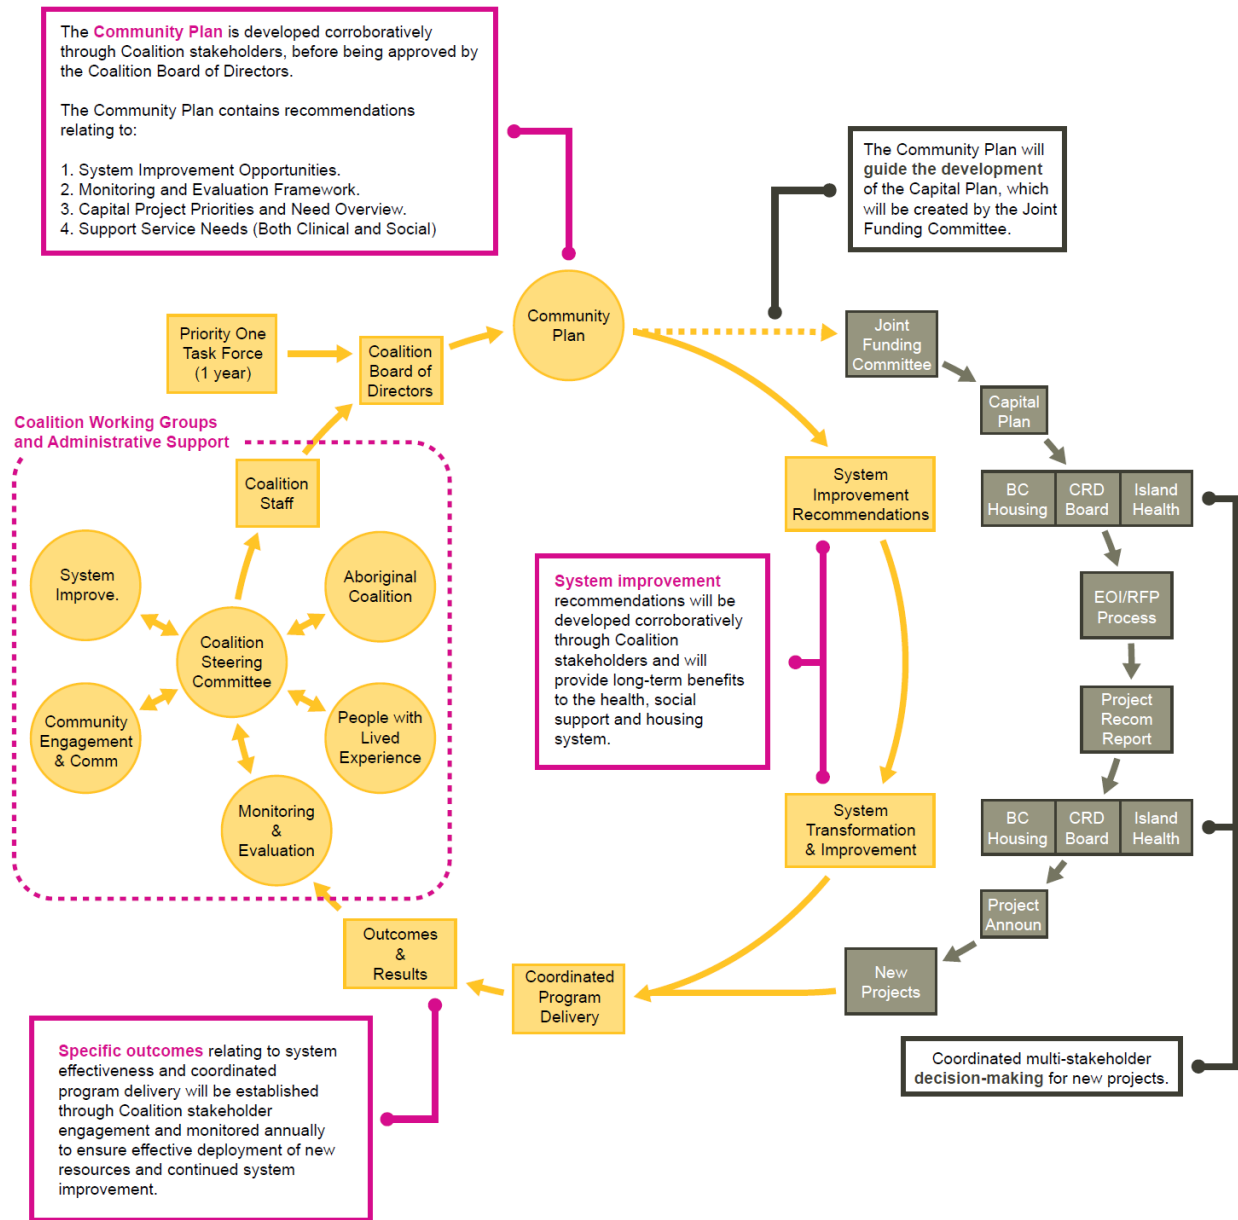 The Community Plan is developed corroboratively
through Coalition stakeholders, before being approved by
the Coalition Board of Directors.
The Community Plan contains recommendations
relating to:
1. System Improvement Opportunities.
2. Monitoring and Evaluation Framework.
3. Capital Project Priorities and Need Overview.
4. Support Service Needs (Both Clinical and Social)
The Community Plan will
guide the development
of the Capital Plan, which
will be created by the Joint
Funding Committee.
Community
Plan
Priority One
Task Force
(1 year)
Coalition
Board of
Directors
Joint
Funding
Committee
Capital
Plan
Coalition Working Groups
and Administrative Support
Coalition
Staff
System
Improve.
Aboriginal
Coalition
Coalition
Steering
Committee
Community
Engagement
& Comm
People with
Lived
Experience
Monitoring
&
Evaluation
System
Improvement
Recommendations
BC
Housing
CRD
Board
Island
Health
System improvement
recommendations will be
developed corroboratively
through Coalition
stakeholders and will
provide long-term benefits
to the health, social
support and housing
system.
EOI/RFP
Process
Project
Recom
Report
System
Transformation
& Improvement
BC
Housing
CRD
Board
Island
Health
Project
Announ
New
Projects
Coordinated
Program
Delivery
Outcomes
&
Results
Specific outcomes relating to system
effectiveness and coordinated
program delivery will be established
through Coalition stakeholder
engagement and monitored annually
to ensure effective deployment of new
resources and continued system
improvement.
Coordinated multi-stakeholder
decision-making for new projects.